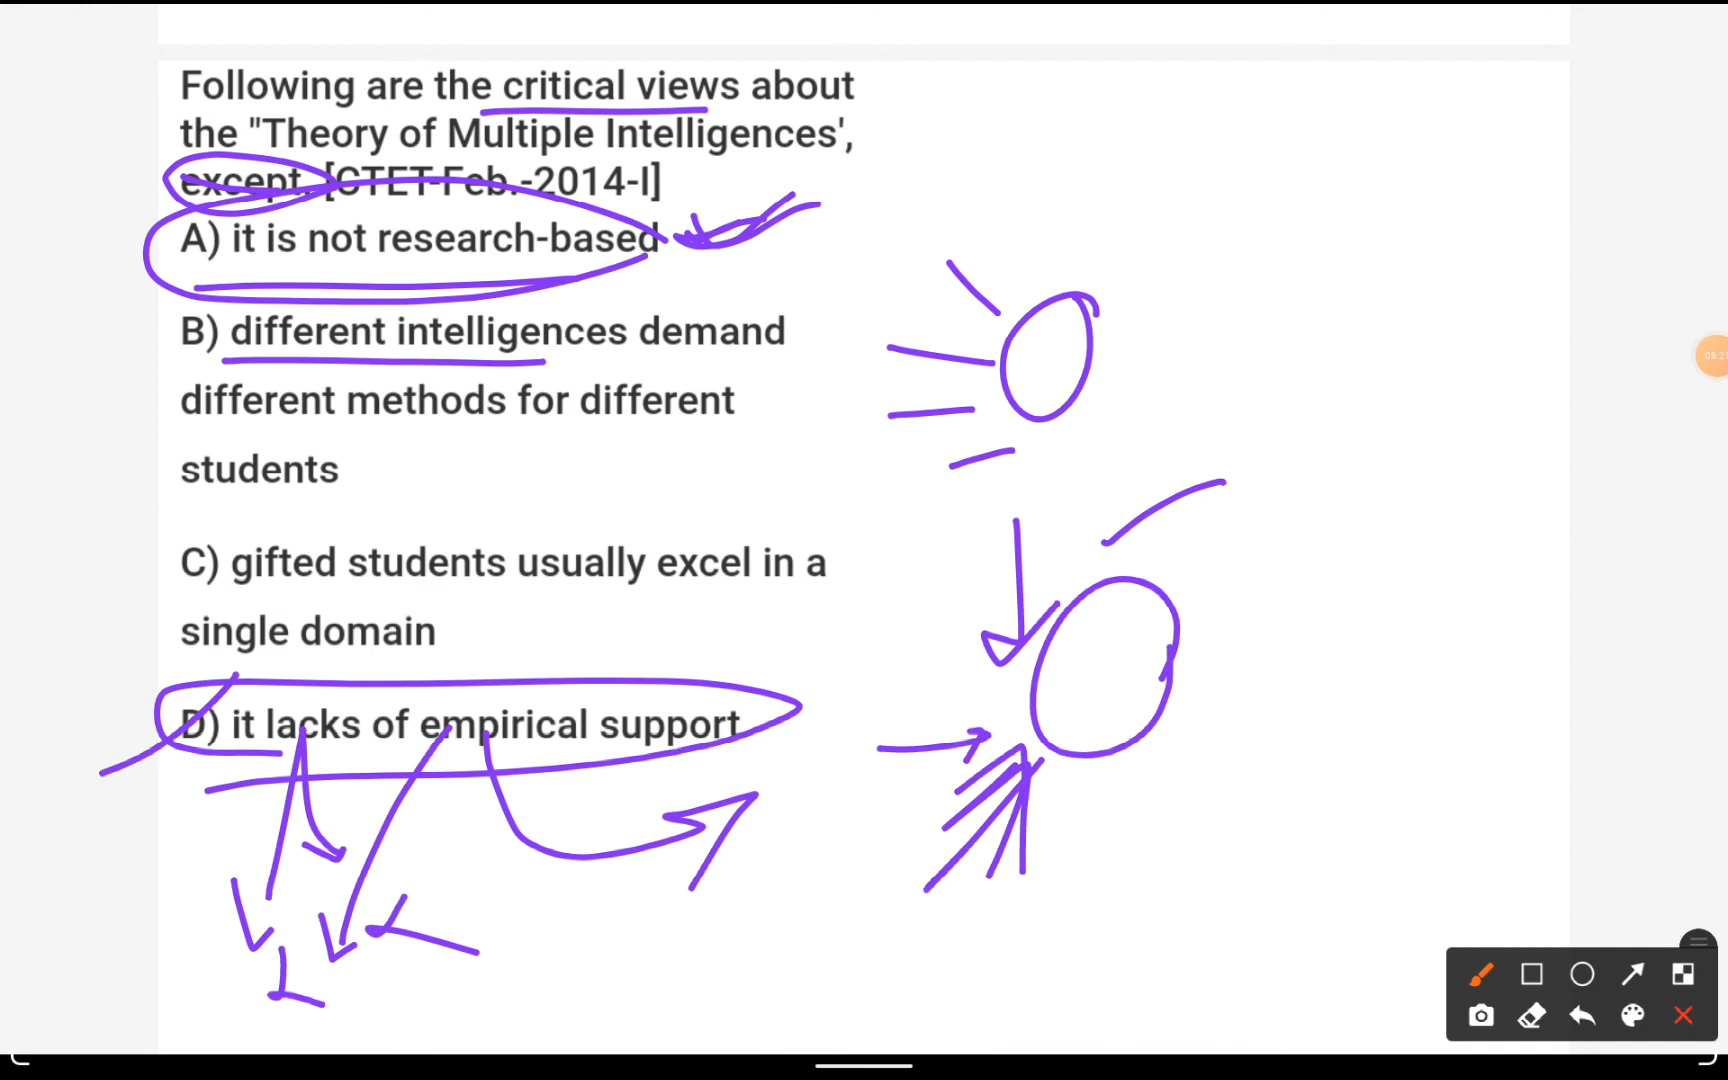 Following are the critical views about
the "Theory of Multiple Intelligences',
except. [CTET-Feb.-2014-I]
A) it is not research-based
B) different intelligences demand
different methods for different
students
C) gifted students usually excel in a
single domain
D) it lacks of empirical support